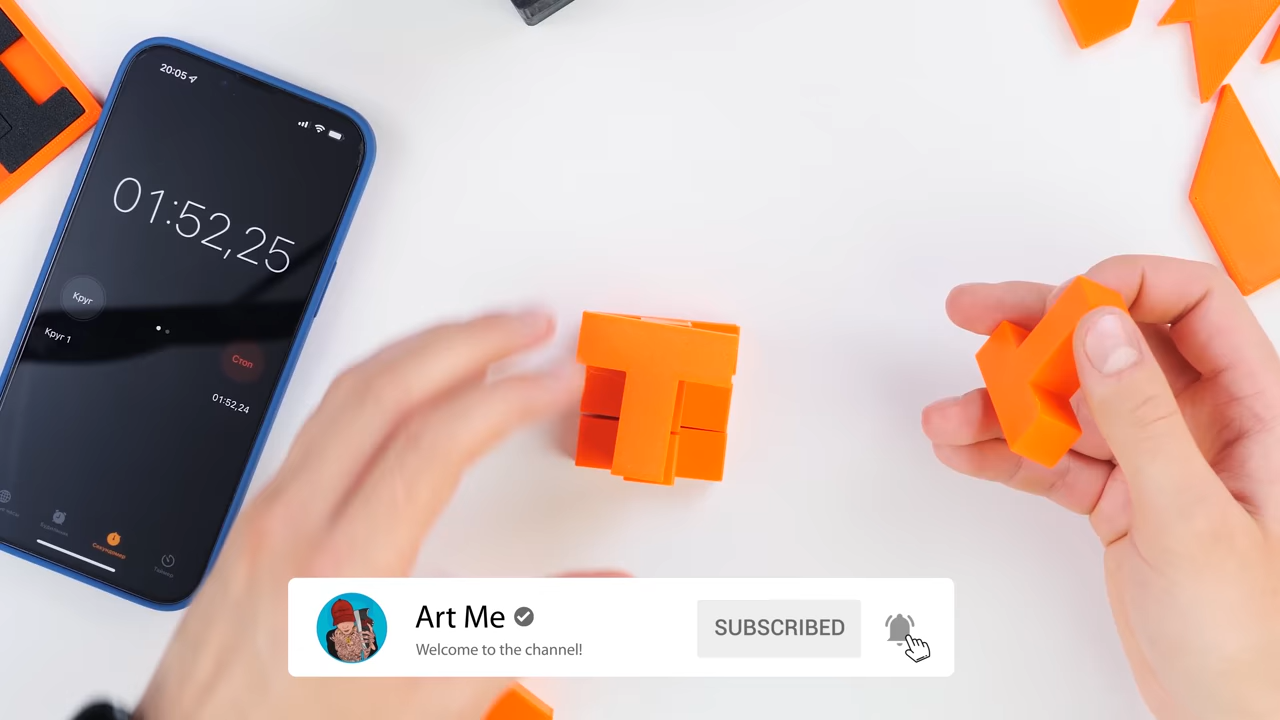 20:05
01:52,25
Круг
Круг 1
Стоп
01:52,24
Секундомер
Таймер
Art Me
Welcome to the channel!
SUBSCRIBED